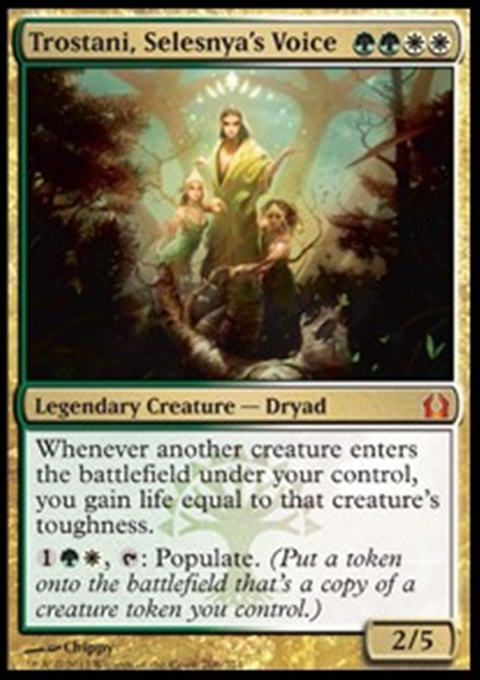 Trostani, Selesnya's Voice
Legendary Creature — Dryad
Whenever another creature enters
the battlefield under your control,
you gain life equal to that creature's
toughness.
1, : Populate. (Put a token
onto the battlefield that's a copy of a
creature token you control.)
2/5
Chippy